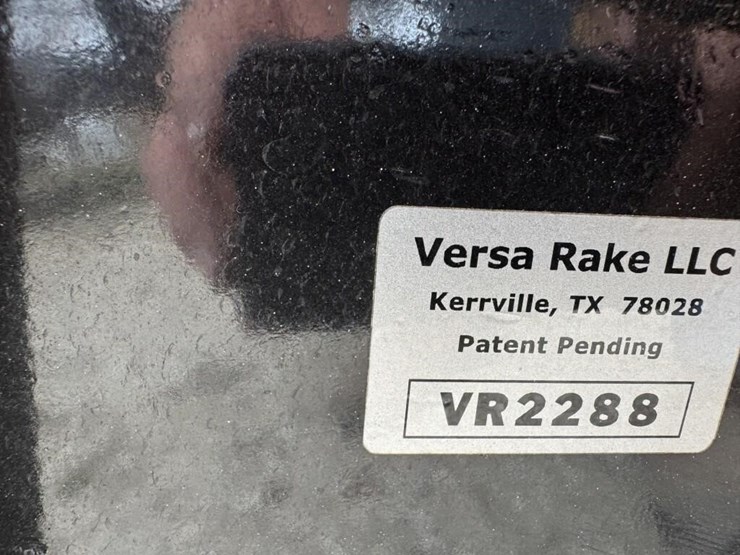 Versa Rake LLC
Kerrville, TX 78028
Patent Pending
VR2288